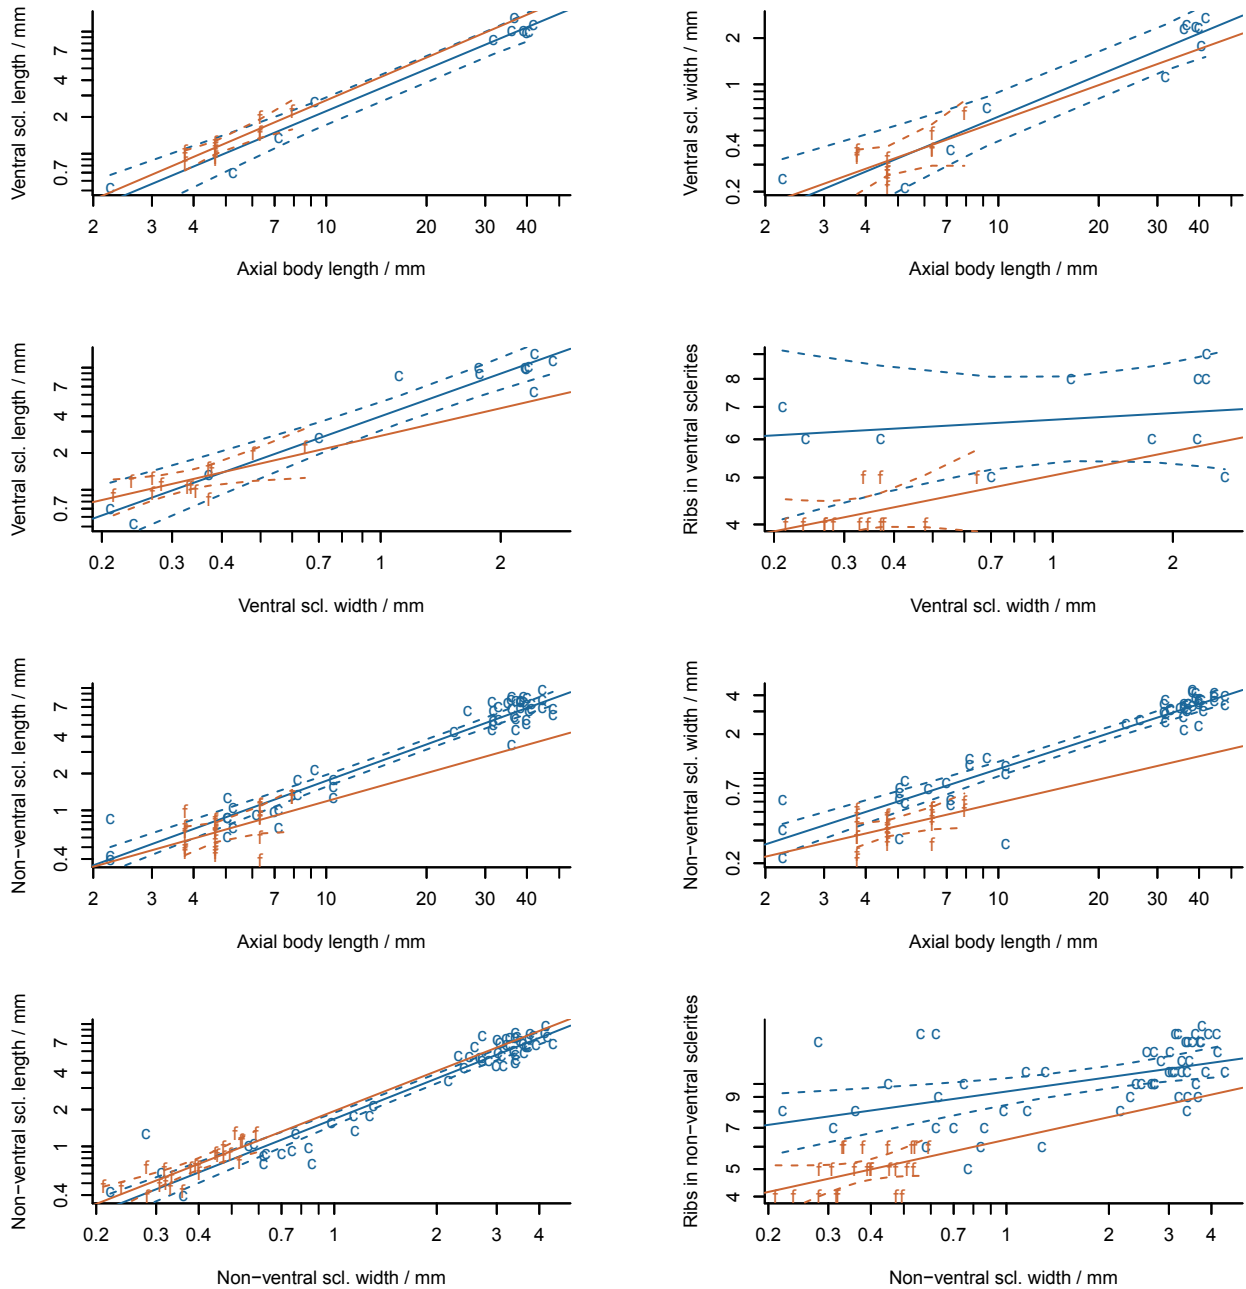 Ventral scl. length / mm
0.7 2 4 7
2 3 4 7 10 20 30 40
Axial body length / mm
Ventral scl. width / mm
0.2 0.4 1 2
2 3 4 7 10 20 30 40
Axial body length / mm
Ventral scl. length / mm
0.7 2 4 7
0.2 0.3 0.4 0.7 1 2
Ventral scl. width / mm
Ribs in ventral sclerites
4 5 6 7 8
0.2 0.3 0.4 0.7 1 2
Ventral scl. width / mm
Non−ventral scl. length / mm
0.4 1 2 4 7
2 3 4 7 10 20 30 40
Axial body length / mm
Non−ventral scl. width / mm
0.2 0.7 2 4
2 3 4 7 10 20 30 40
Axial body length / mm
Non−ventral scl. length / mm
0.4 1 2 4 7
0.2 0.3 0.4 0.7 1 2 3 4
Non−ventral scl. width / mm
Ribs in non−ventral sclerites
4 5 7 9
0.2 0.3 0.4 0.7 1 2 3 4
Non−ventral scl. width / mm